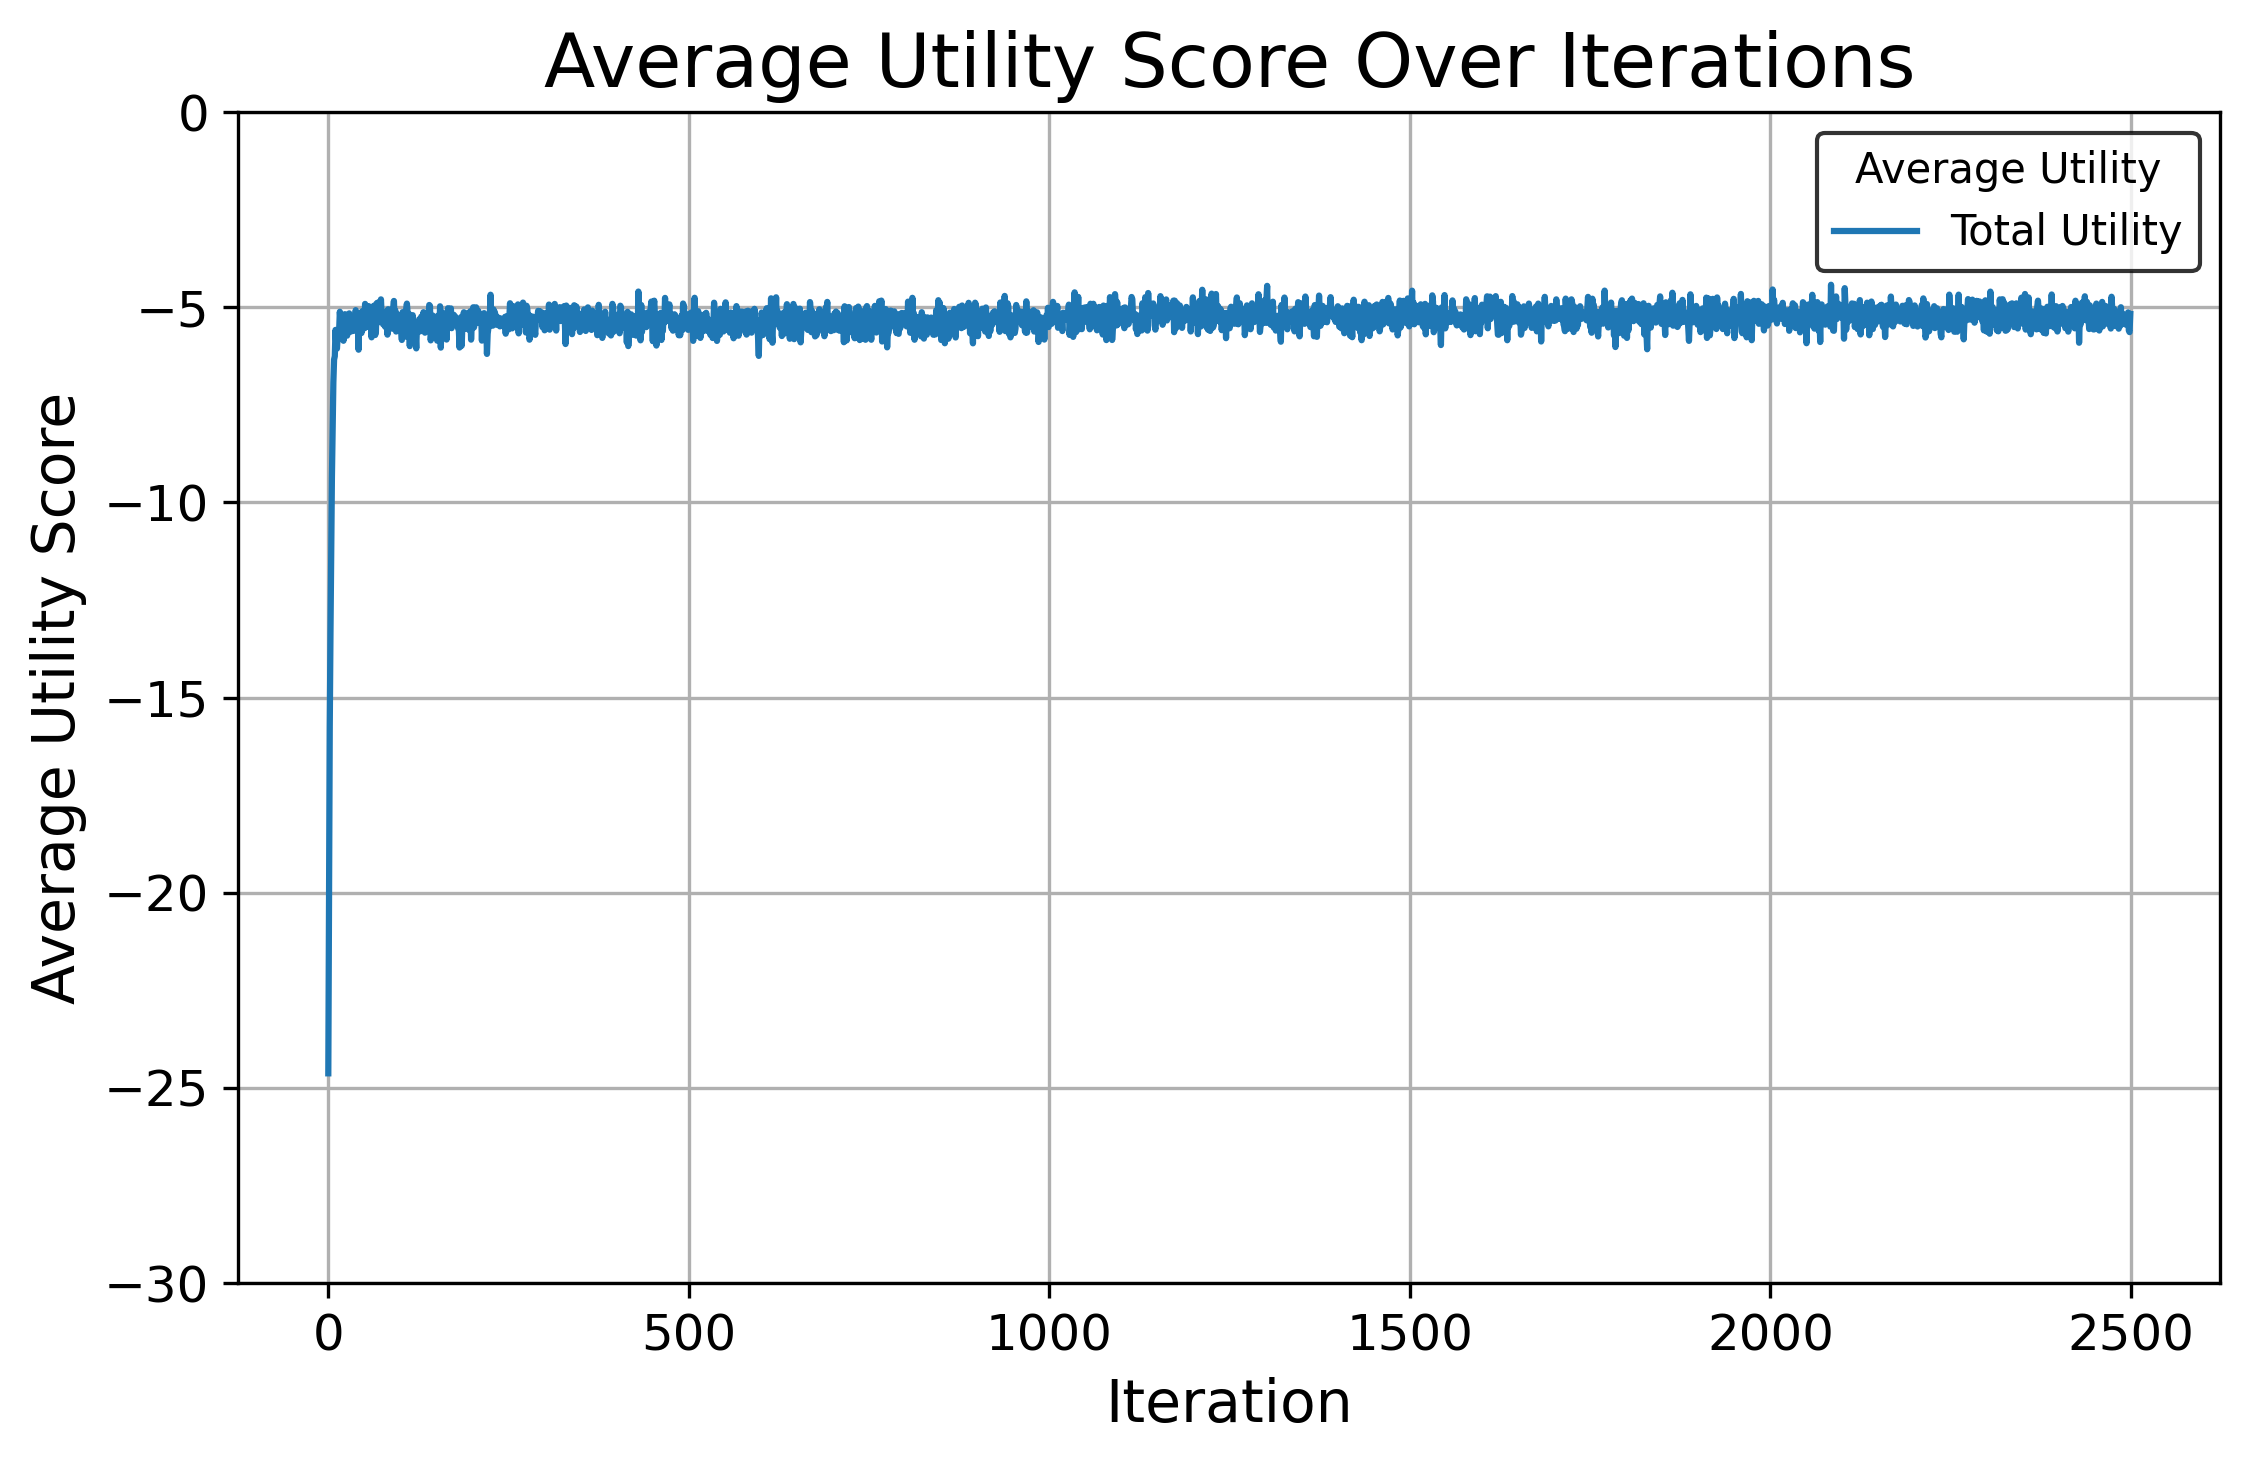 Average Utility Score Over Iterations
Average Utility
Total Utility
Average Utility Score
0
−5
−10
−15
−20
−25
−30
0
500
1000
1500
2000
2500
Iteration